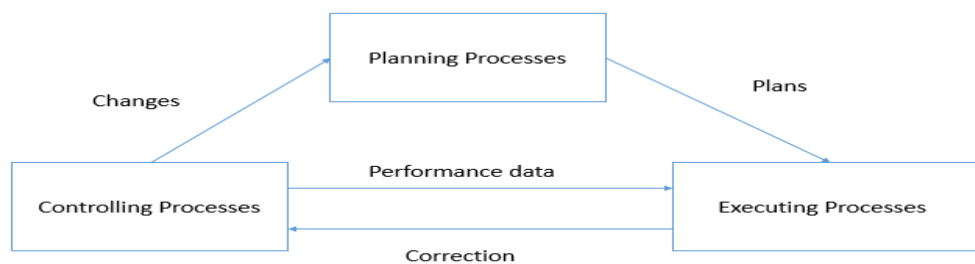 Planning Processes
Changes
Plans
Performance data
Controlling Processes
Executing Processes
Correction